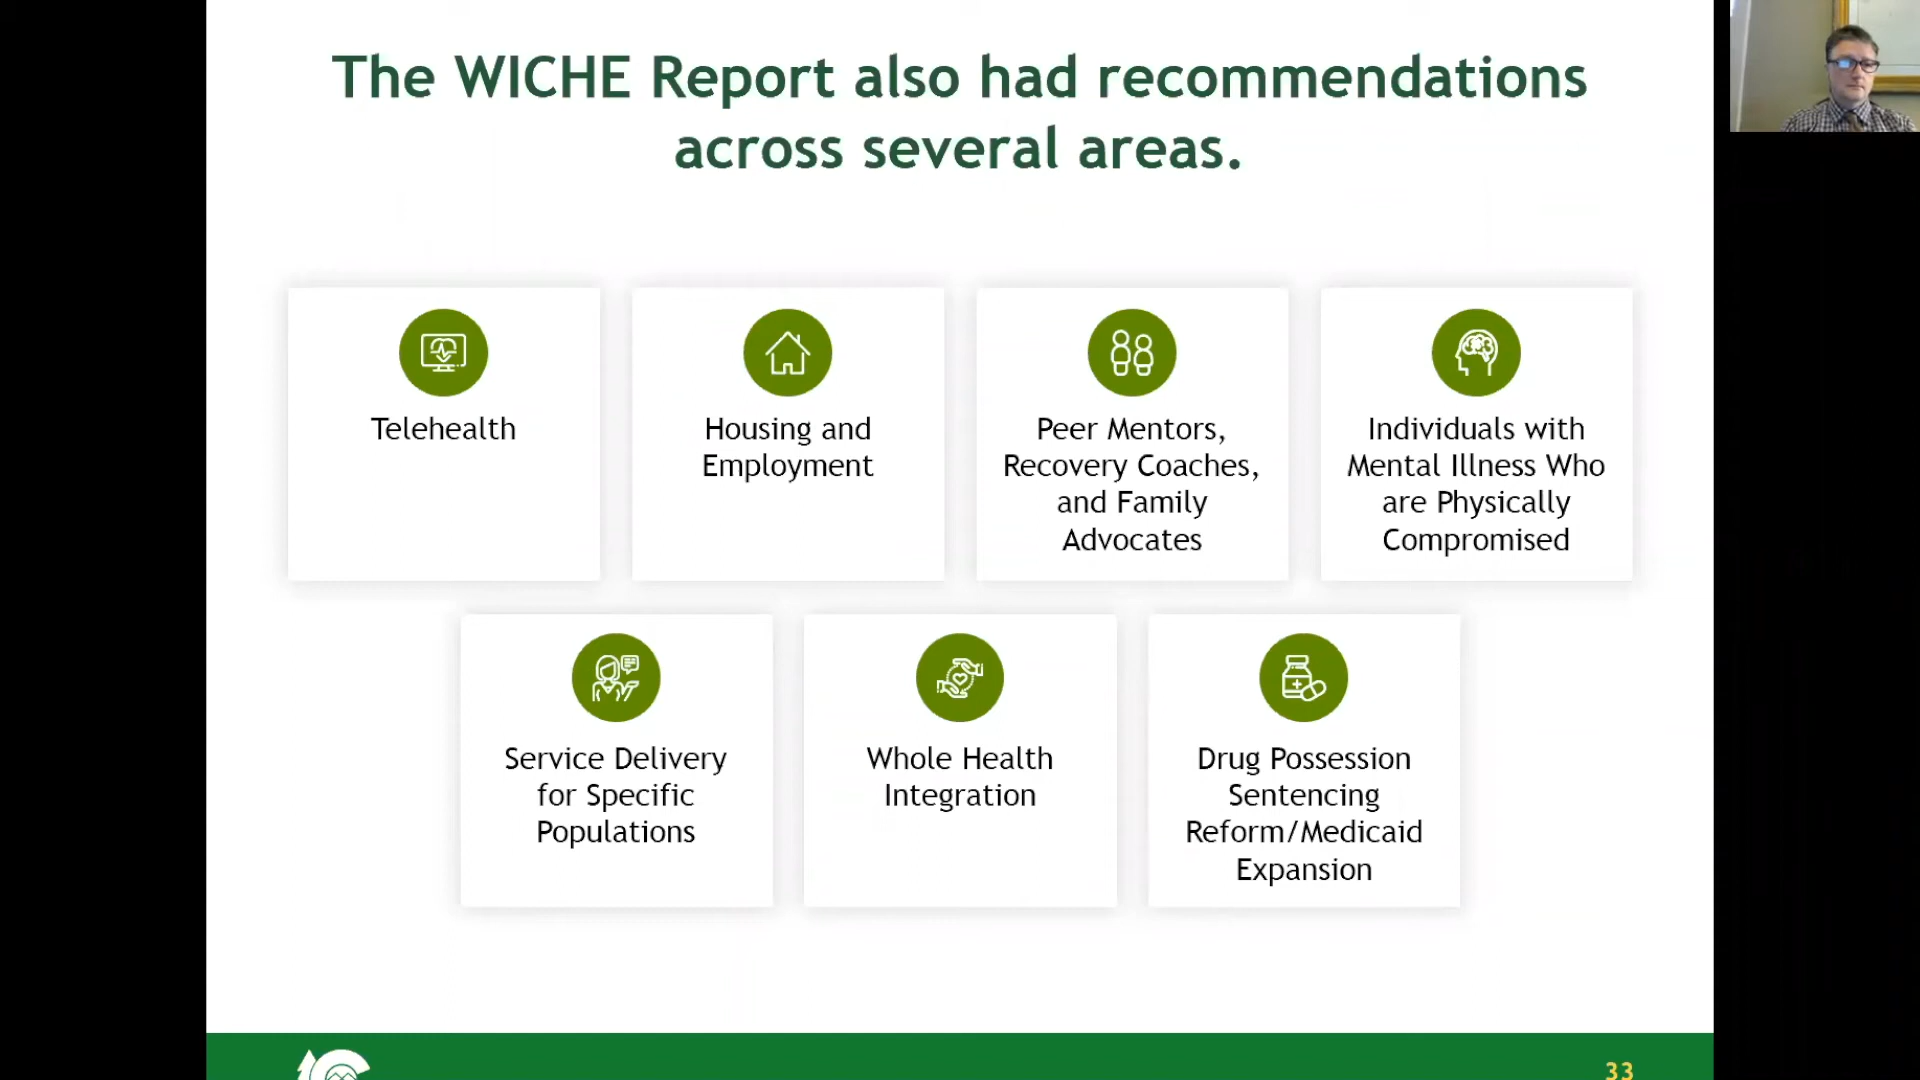 The WICHE Report also had recommendations
across several areas.
Telehealth
Housing and
Employment
Peer Mentors,
Recovery Coaches,
and Family
Advocates
Individuals with
Mental Illness Who
are Physically
Compromised
Service Delivery
for Specific
Populations
Whole Health
Integration
Drug Possession
Sentencing
Reform/Medicaid
Expansion
33